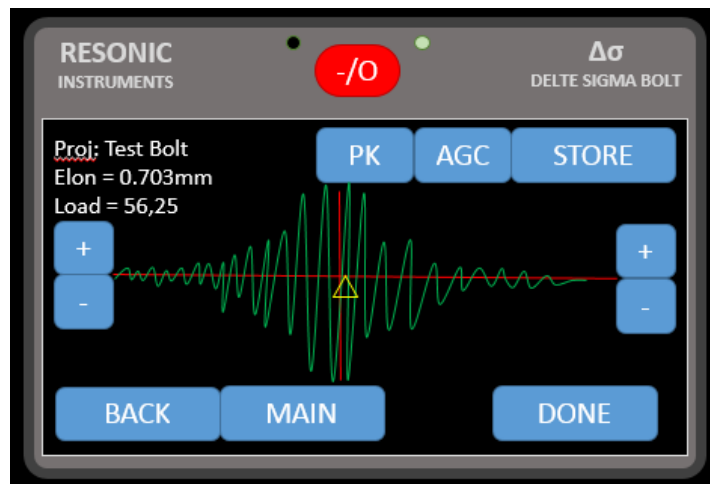 RESONIC
INSTRUMENTS
-/O
Δσ
DELTE SIGMA BOLT
Proj: Test Bolt
Elon = 0.703mm
Load = 56,25
PK
AGC
STORE
+
-
+
-
BACK
MAIN
DONE